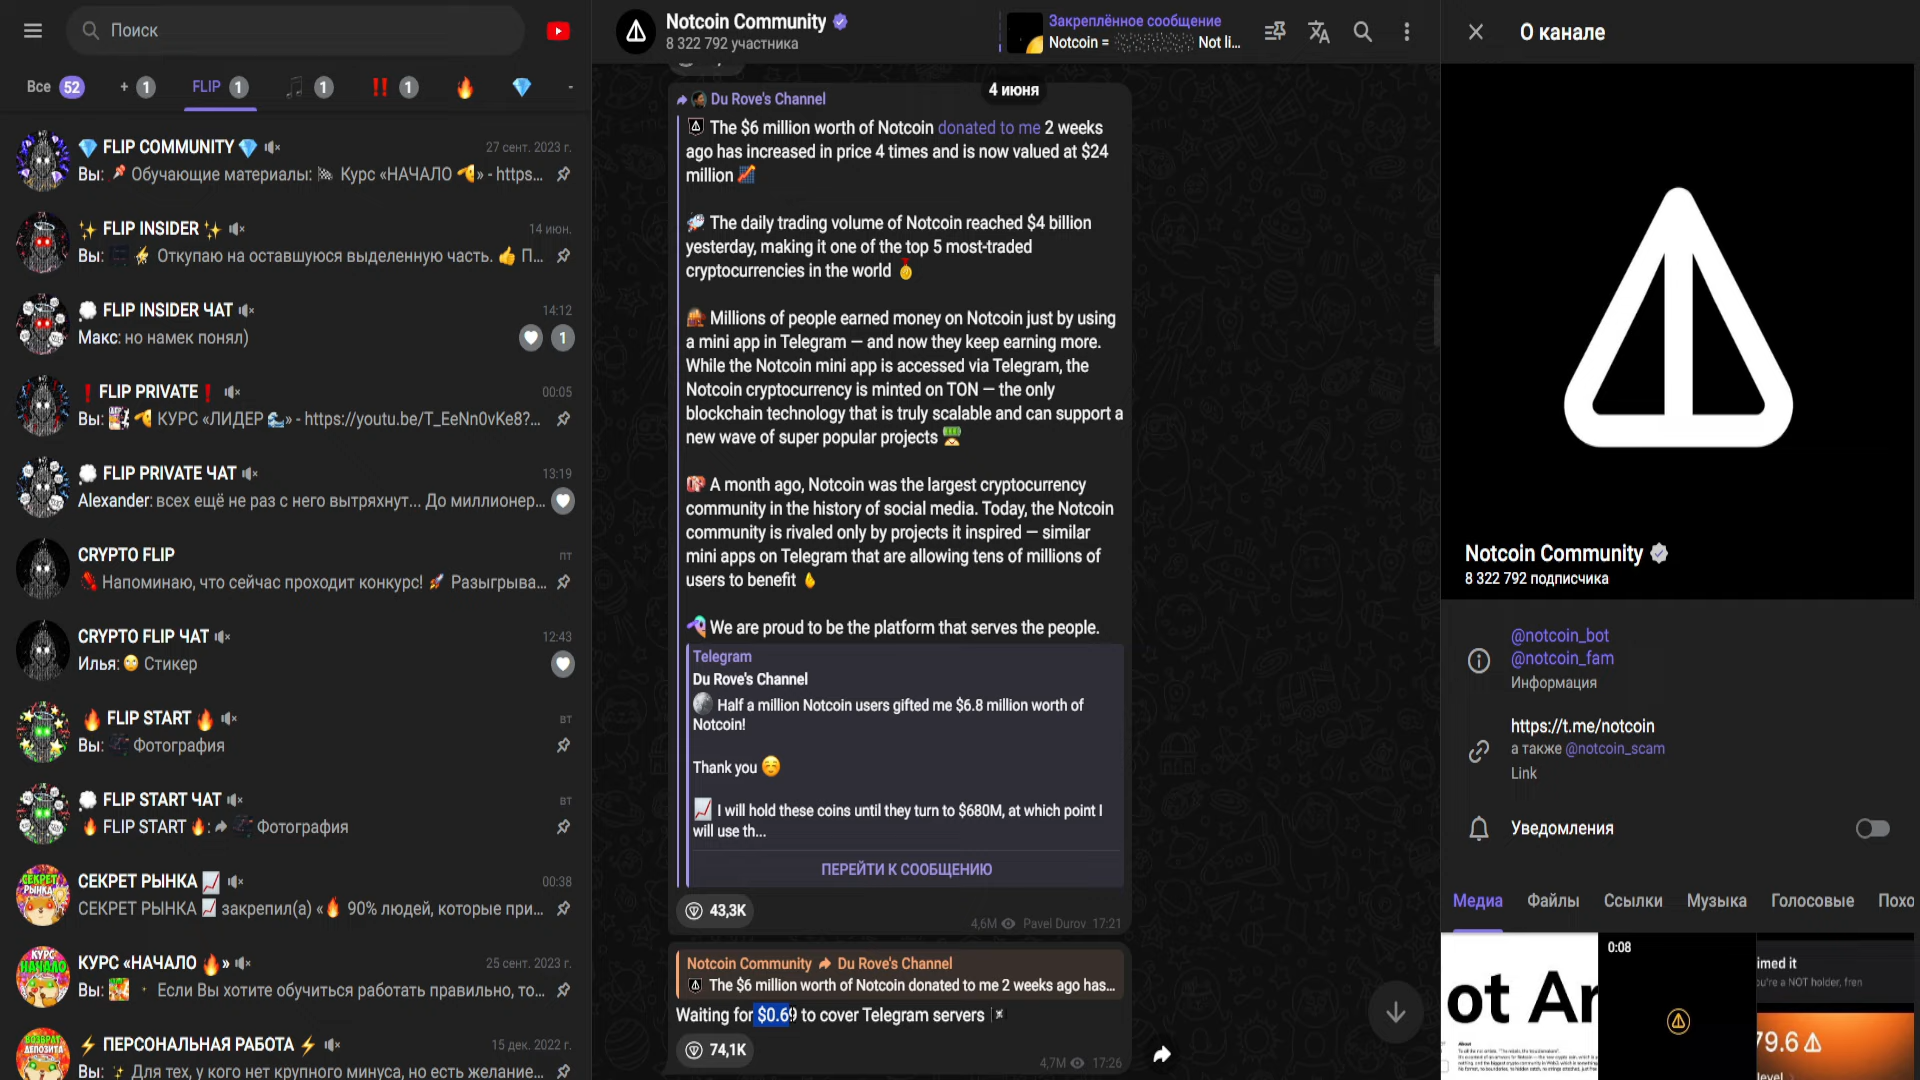 Поиск
Все 52
+ 1
FLIP 1
1
1
FLIP COMMUNITY
27 сент. 2023 г.
Вы: Обучающие материалы: Курс «НАЧАЛО » - https...
FLIP INSIDER
14 июн.
Вы: Откупаю на оставшуюся выделенную часть. П...
FLIP INSIDER ЧАТ
14:12
Макс: но намек понял)
1
FLIP PRIVATE
00:05
Вы: КУРС «ЛИДЕР » - https://youtu.be/T_EeNn0vKe8?...
FLIP PRIVATE ЧАТ
13:19
Alexander: всех ещё не раз с него вытряхнут... До миллионер...
CRYPTO FLIP
пт
Напоминаю, что сейчас проходит конкурс! Разыгрыва...
CRYPTO FLIP ЧАТ
12:43
Илья: Стикер
FLIP START
вт
Вы: Фотография
FLIP START ЧАТ
вт
FLIP START : Фотография
СЕКРЕТ РЫНКА
00:38
СЕКРЕТ РЫНКА закрепил(а) « 90% людей, которые при...
КУРС «НАЧАЛО »
25 сент. 2023 г.
Вы: Если Вы хотите обучиться работать правильно, то...
ПЕРСОНАЛЬНАЯ РАБОТА
15 дек. 2022 г.
Вы: Для тех, у кого нет крупного минуса, но есть желание...
Notcoin Community
8 322 792 участника
Закреплённое сообщение
Notcoin = Not li...
4 июня
Du Rove's Channel
The $6 million worth of Notcoin donated to me 2 weeks
ago has increased in price 4 times and is now valued at $24
million
The daily trading volume of Notcoin reached $4 billion
yesterday, making it one of the top 5 most-traded
cryptocurrencies in the world
Millions of people earned money on Notcoin just by using
a mini app in Telegram — and now they keep earning more.
While the Notcoin mini app is accessed via Telegram, the
Notcoin cryptocurrency is minted on TON — the only
blockchain technology that is truly scalable and can support a
new wave of super popular projects
A month ago, Notcoin was the largest cryptocurrency
community in the history of social media. Today, the Notcoin
community is rivaled only by projects it inspired — similar
mini apps on Telegram that are allowing tens of millions of
users to benefit
We are proud to be the platform that serves the people.
Telegram
Du Rove's Channel
Half a million Notcoin users gifted me $6.8 million worth of
Notcoin!
Thank you
I will hold these coins until they turn to $680M, at which point I
will use th...
ПЕРЕЙТИ К СООБЩЕНИЮ
43,3K
4,6M Pavel Durov 17:21
Notcoin Community Du Rove's Channel
The $6 million worth of Notcoin donated to me 2 weeks ago has...
Waiting for $0.69 to cover Telegram servers
74,1K
4,7M 17:26
О канале
Notcoin Community
8 322 792 подписчика
@notcoin_bot
@notcoin_fam
Информация
https://t.me/notcoin
а также @notcoin_scam
Link
Уведомления
Медиа Файлы Ссылки Музыка Голосовые Похо
ot Ar
0:08
imed it
ou're a NOT holder, fren
79.6
level